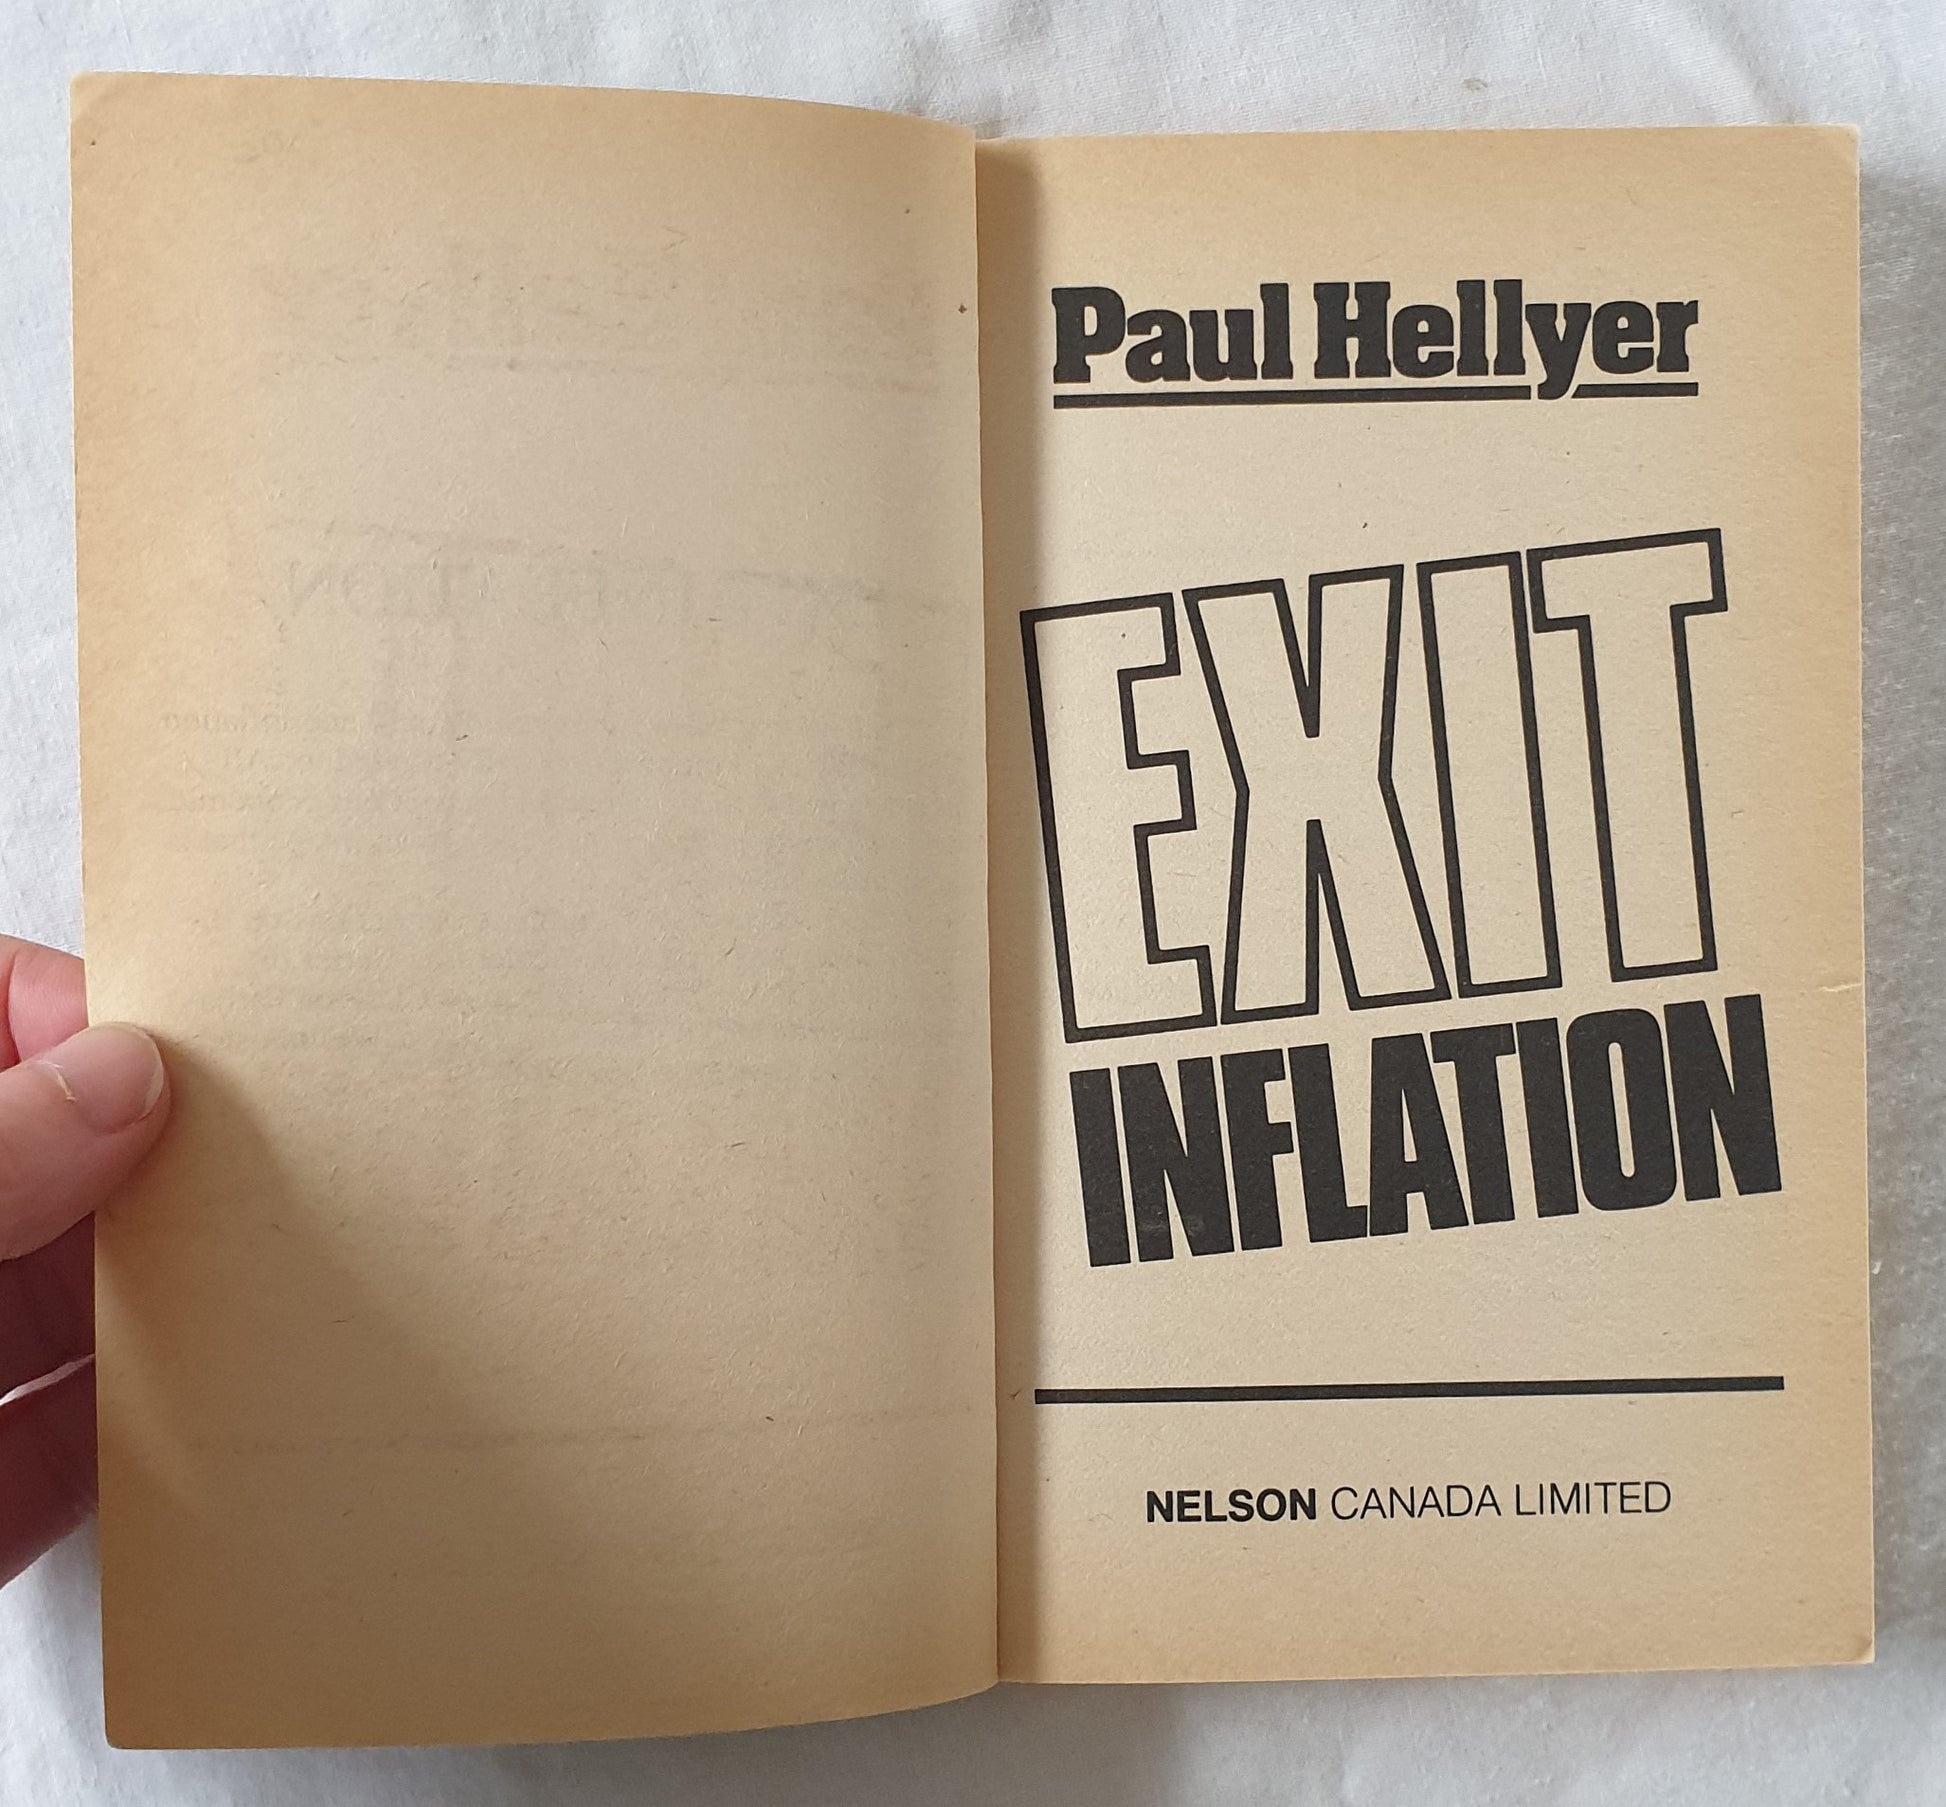 Paul Hellyer
EXIT
INFLATION
NELSON CANADA LIMITED